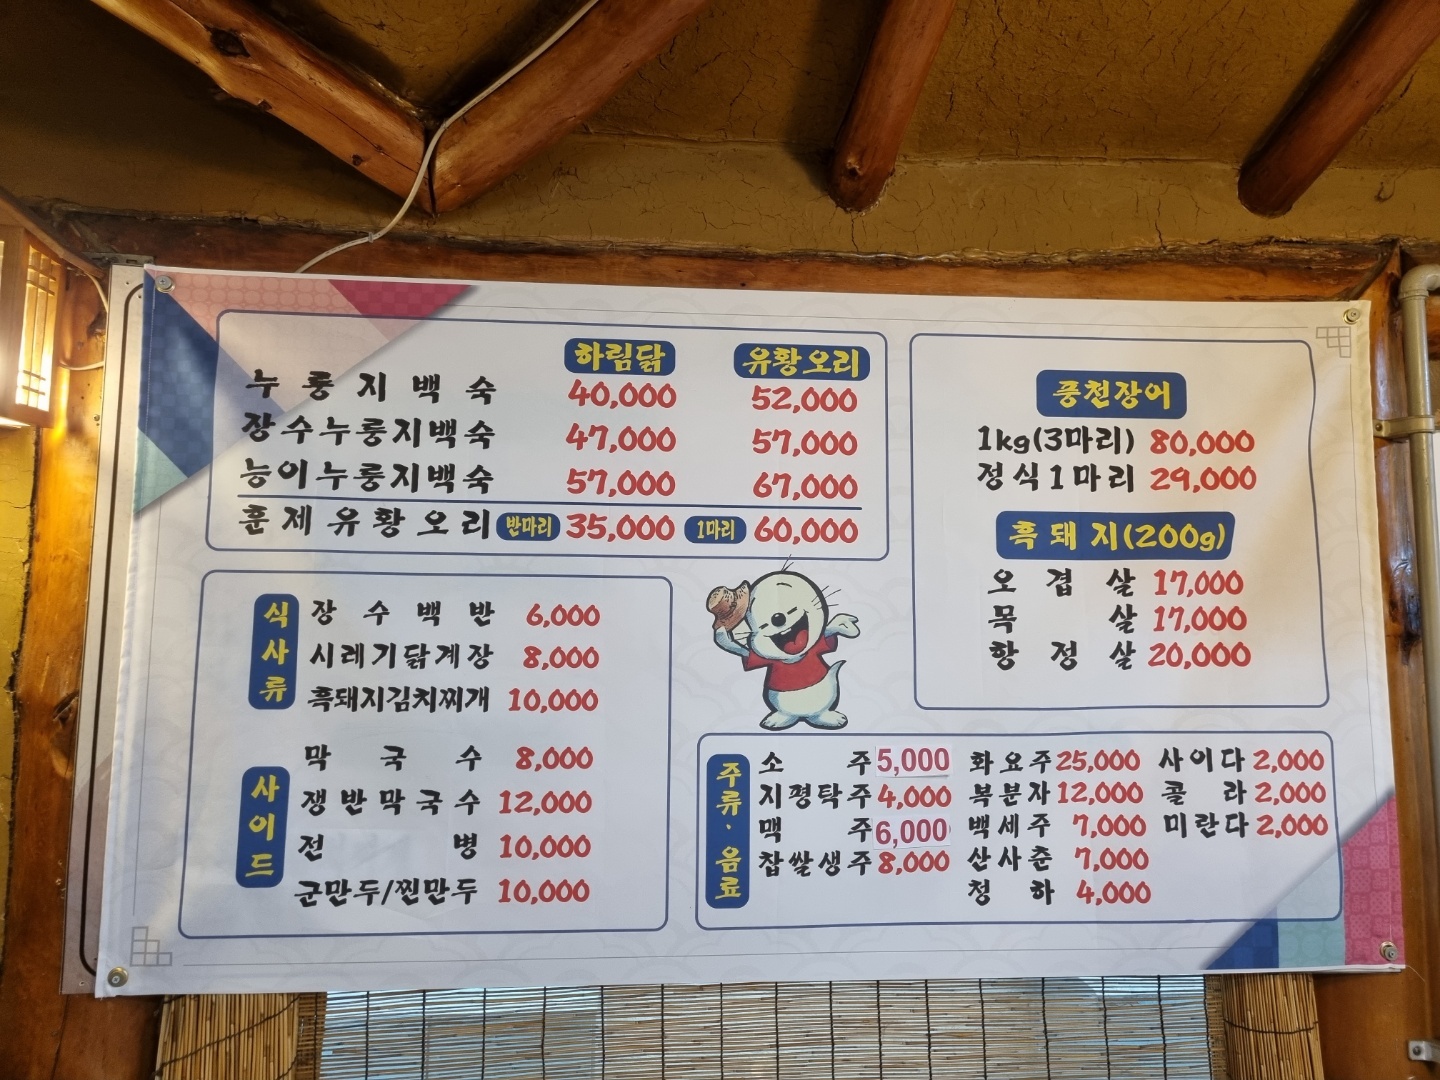 하림닭 유황오리
누룽지백숙 40,000 52,000
장수누룽지백숙 47,000 57,000
능이누룽지백숙 57,000 67,000
훈제유황오리 반마리 35,000 1마리 60,000
풍천장어
1kg(3마리) 80,000
정식1마리 29,000
흑돼지(200g)
오겹살 17,000
목살 17,000
항정살 20,000
식사류
장수백반 6,000
시레기닭계장 8,000
흑돼지김치찌개 10,000
사이드
막국수 8,000
쟁반막국수 12,000
전병 10,000
군만두/찐만두 10,000
주류·음료
소주 5,000 화요주 25,000 사이다 2,000
지평탁주 4,000 복분자 12,000 콜라 2,000
맥주 6,000 백세주 7,000 미란다 2,000
찹쌀생주 8,000 산사춘 7,000
청하 4,000